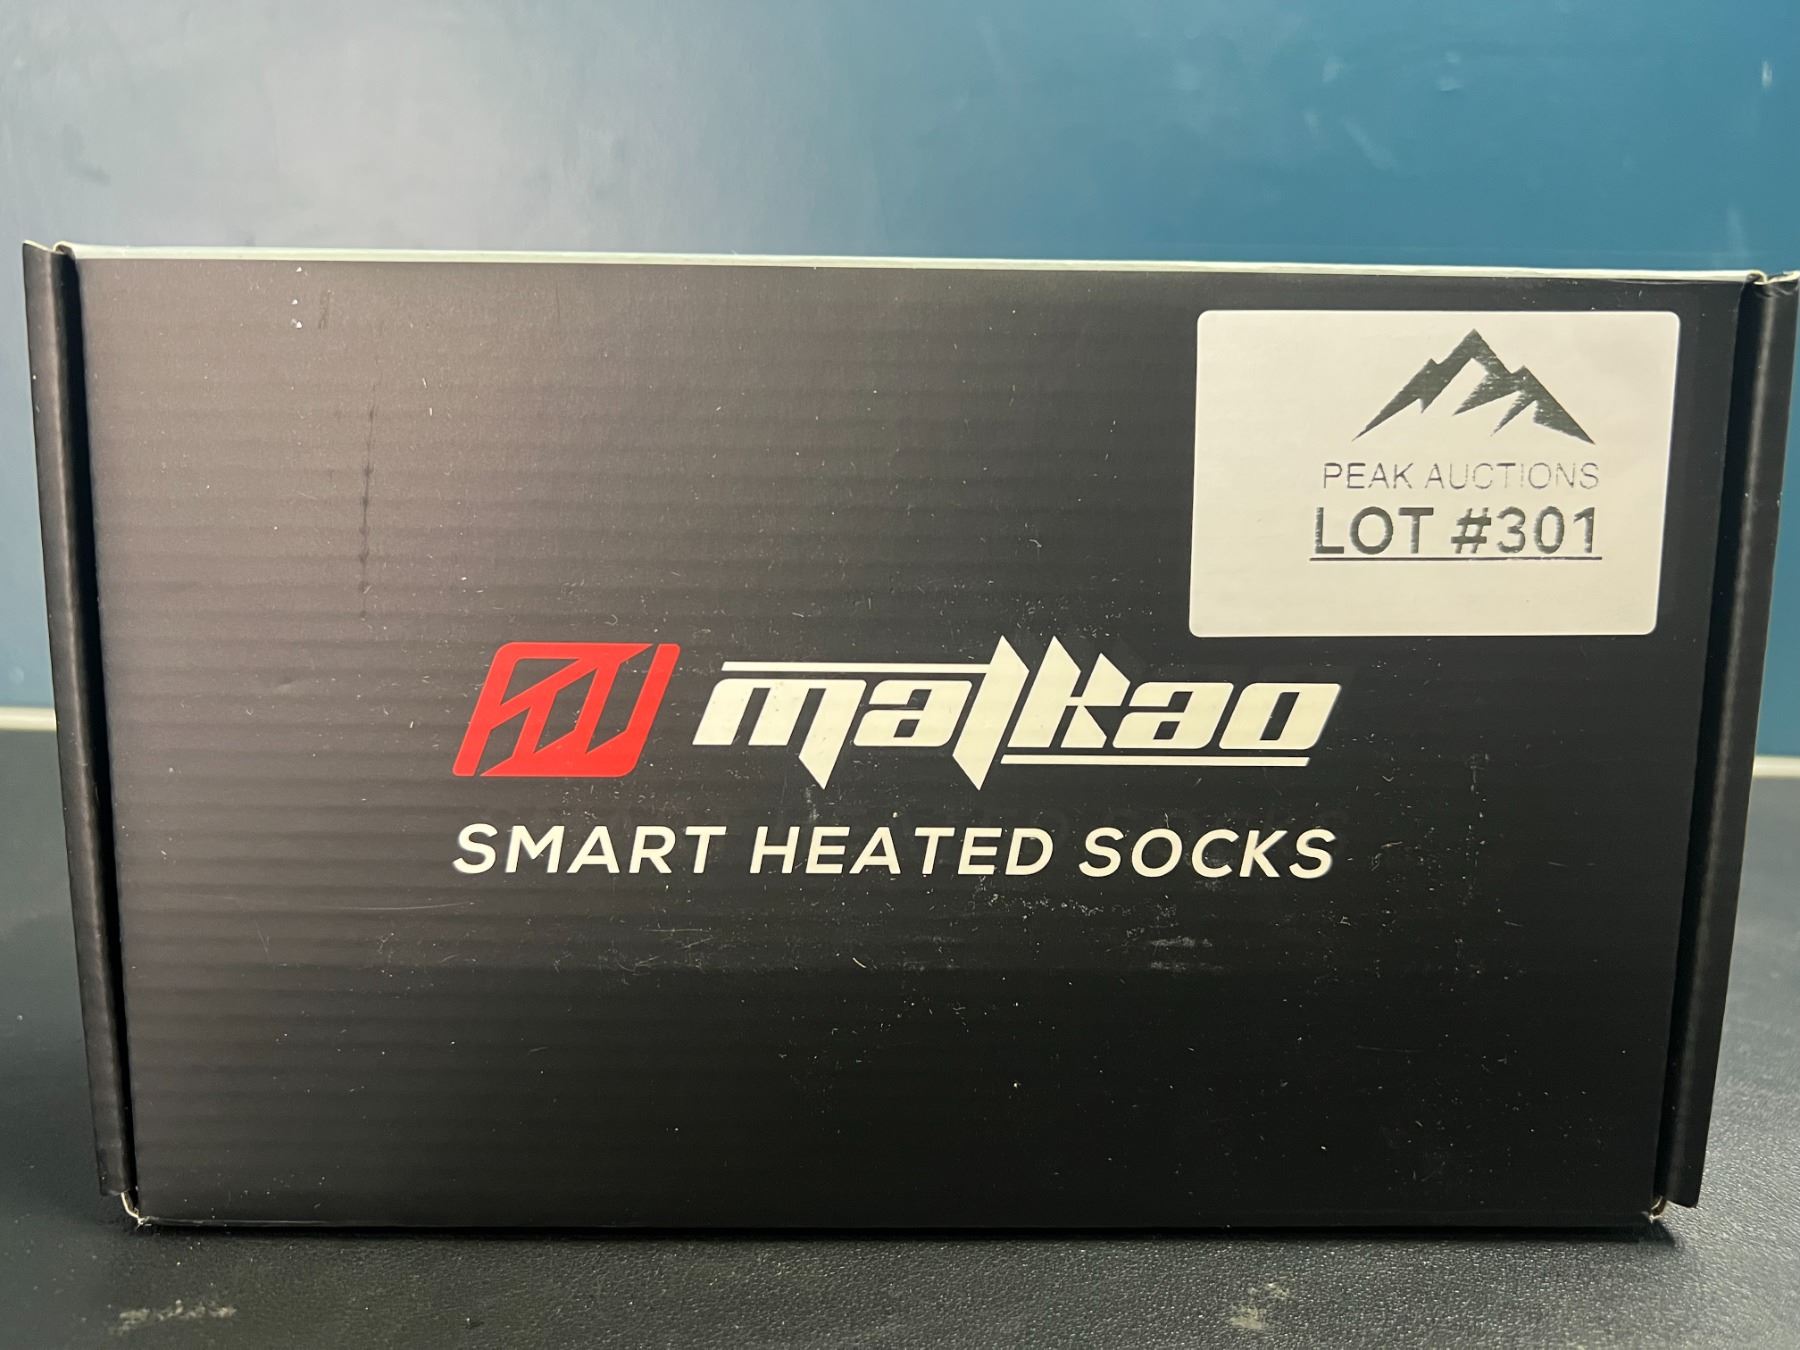 PEAK AUCTIONS
LOT #301
malkao
SMART HEATED SOCKS